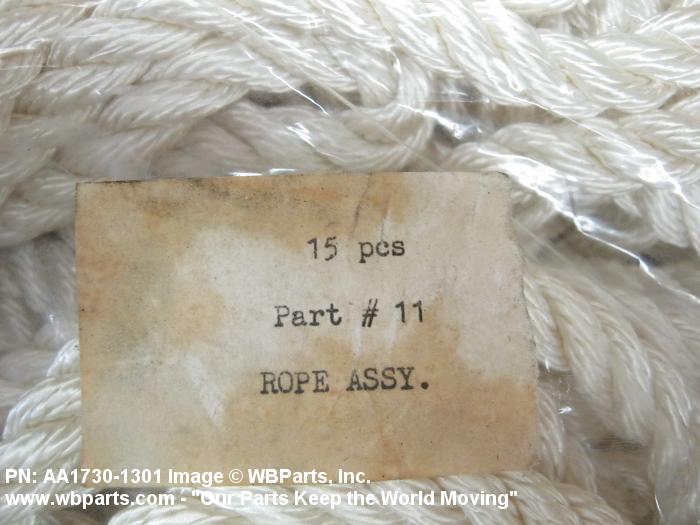 15 pcs
Part # 11
ROPE ASSY.
PN: AA1730-1301 Image © WBParts, Inc.
www.wbparts.com - "Our Parts Keep the World Moving"